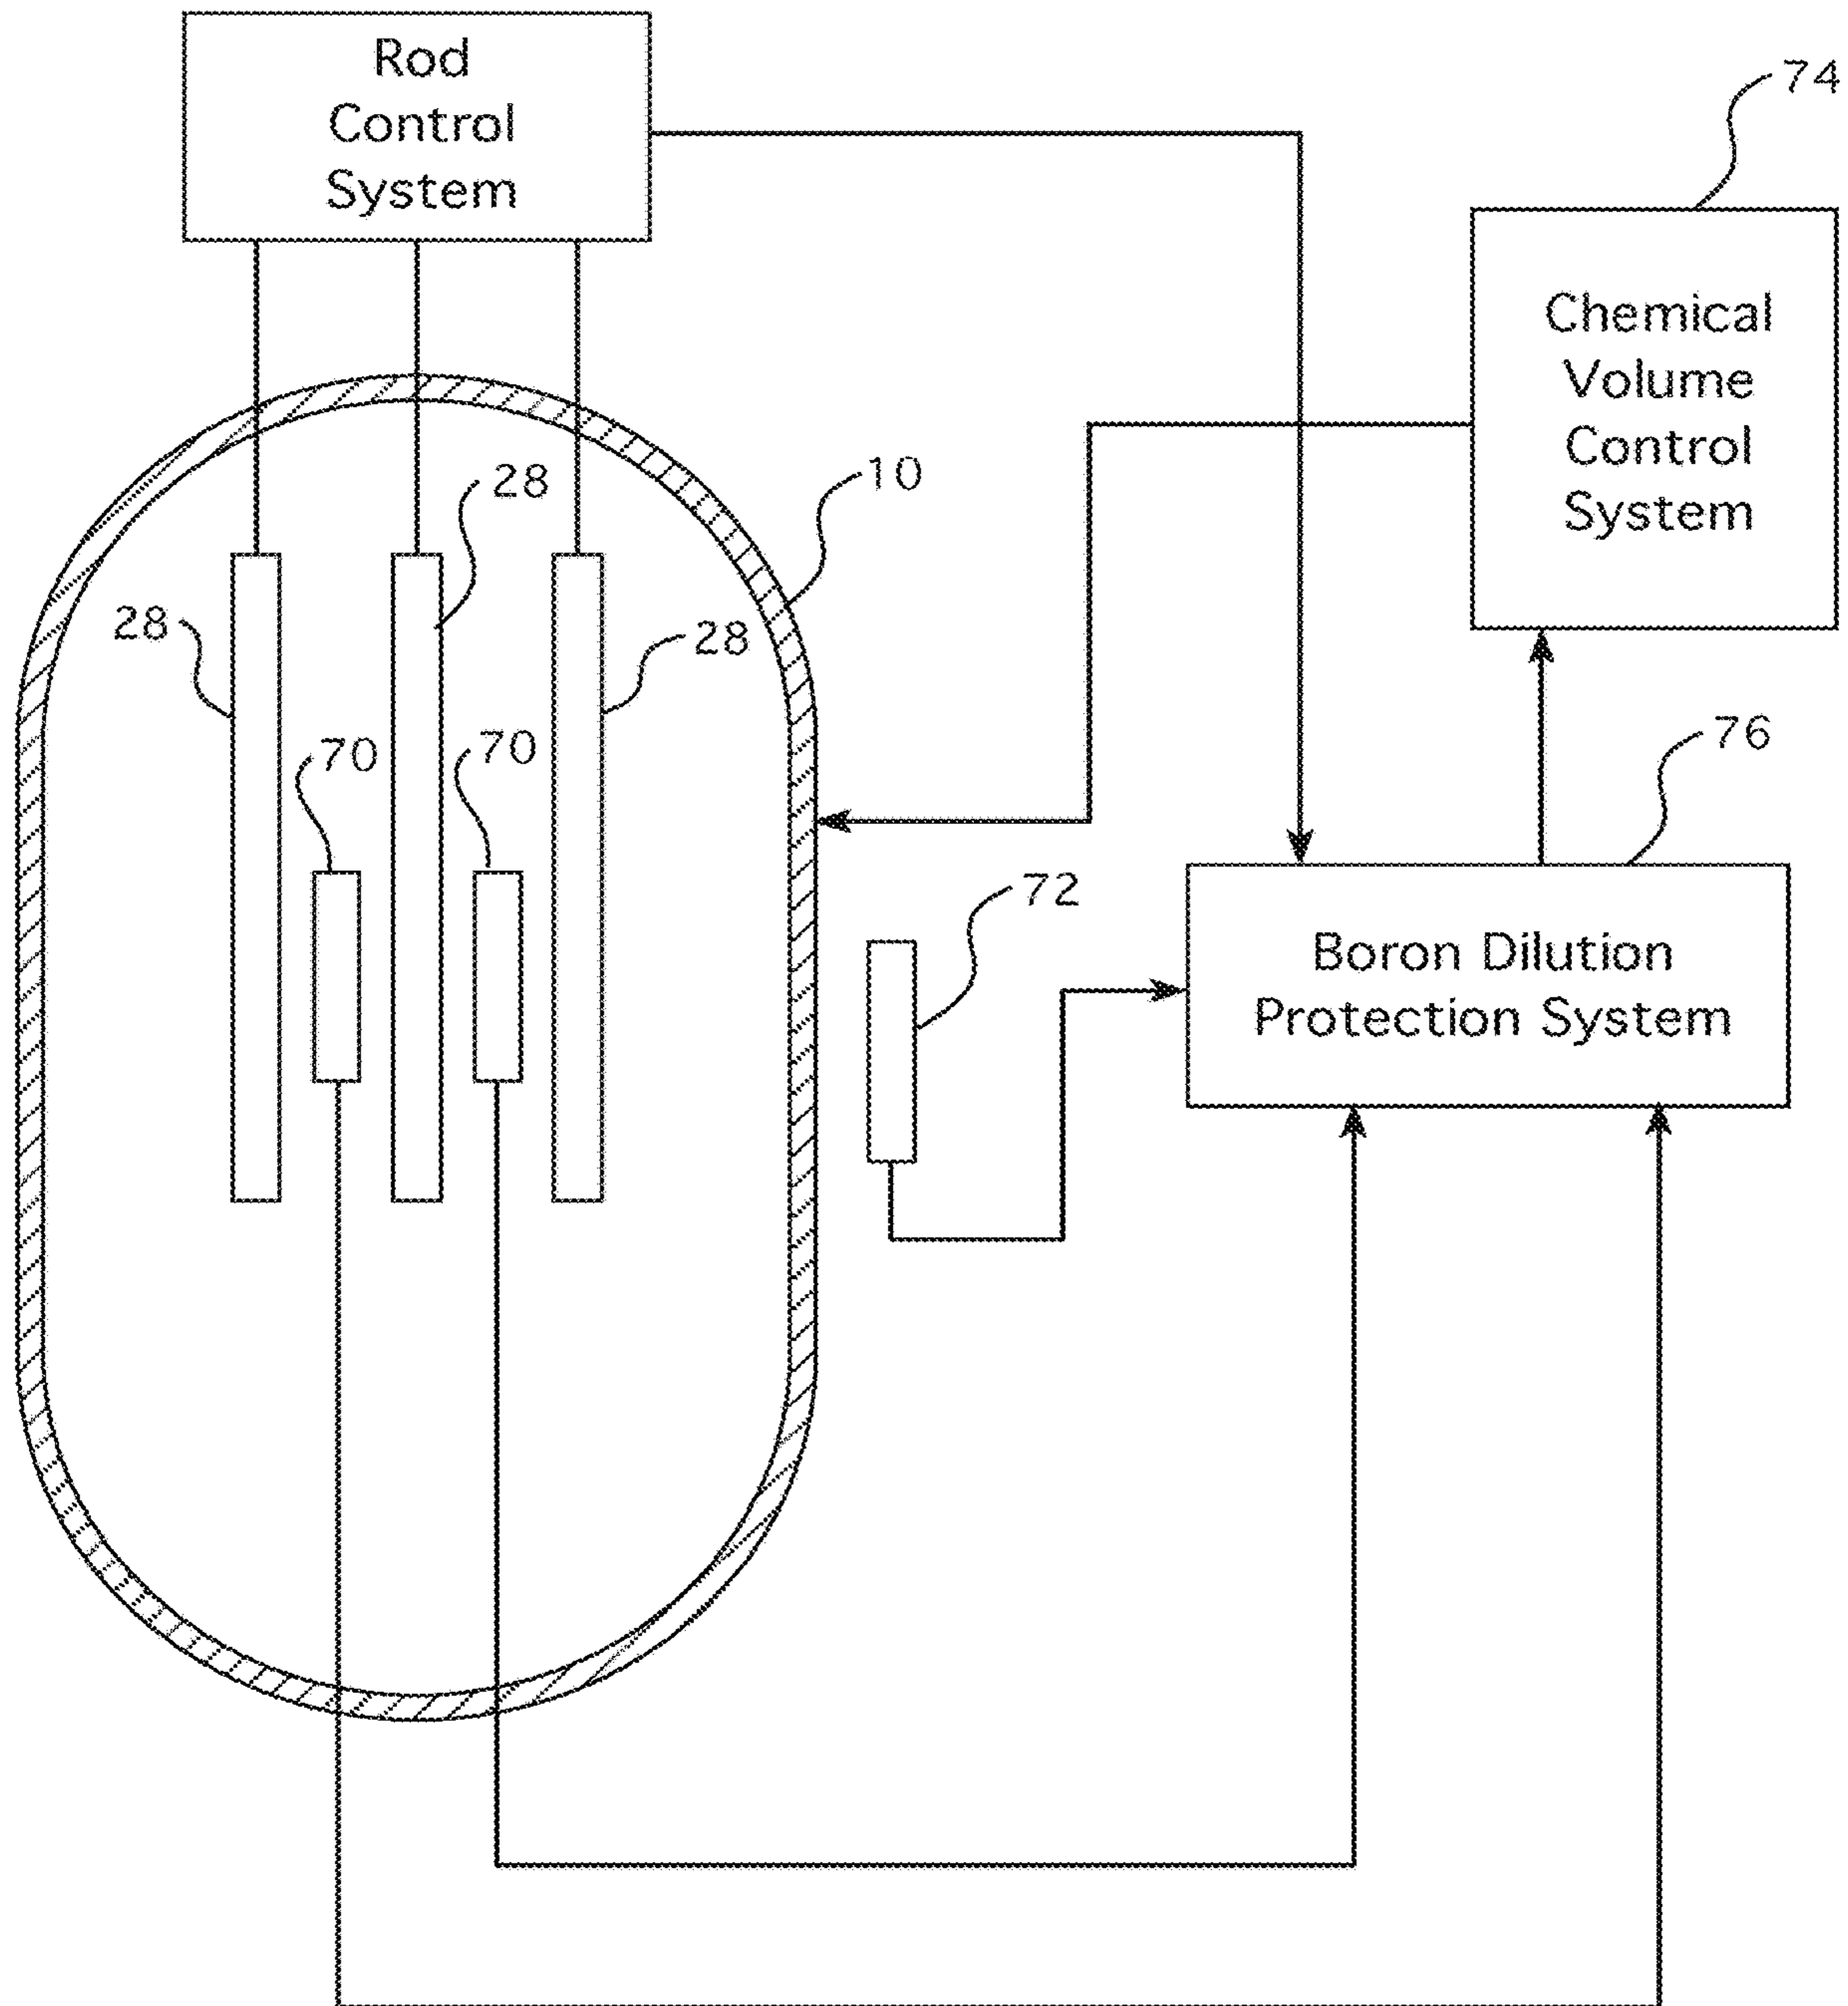 Rod
Control
System
74
Chemical
Volume
Control
System
10
28
28
28
70
70
76
72
Boron Dilution
Protection System